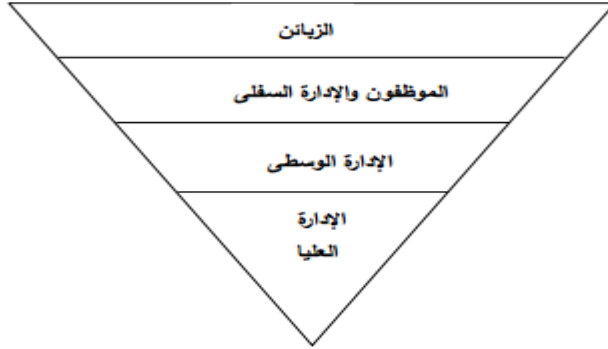 الزبائن
الموظفون والإدارة السفلى
الإدارة الوسطى
الإدارة
العليا